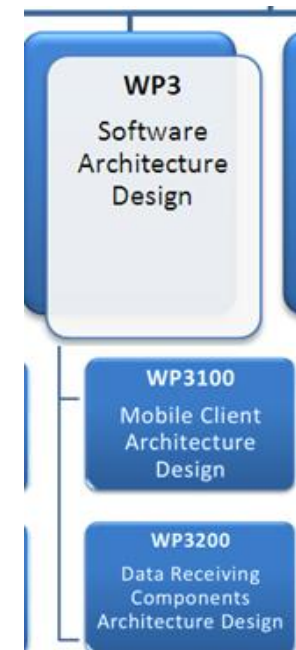 WP3
Software
Architecture
Design
WP3100
Mobile Client
Architecture
Design
WP3200
Data Receiving
Components
Architecture Design